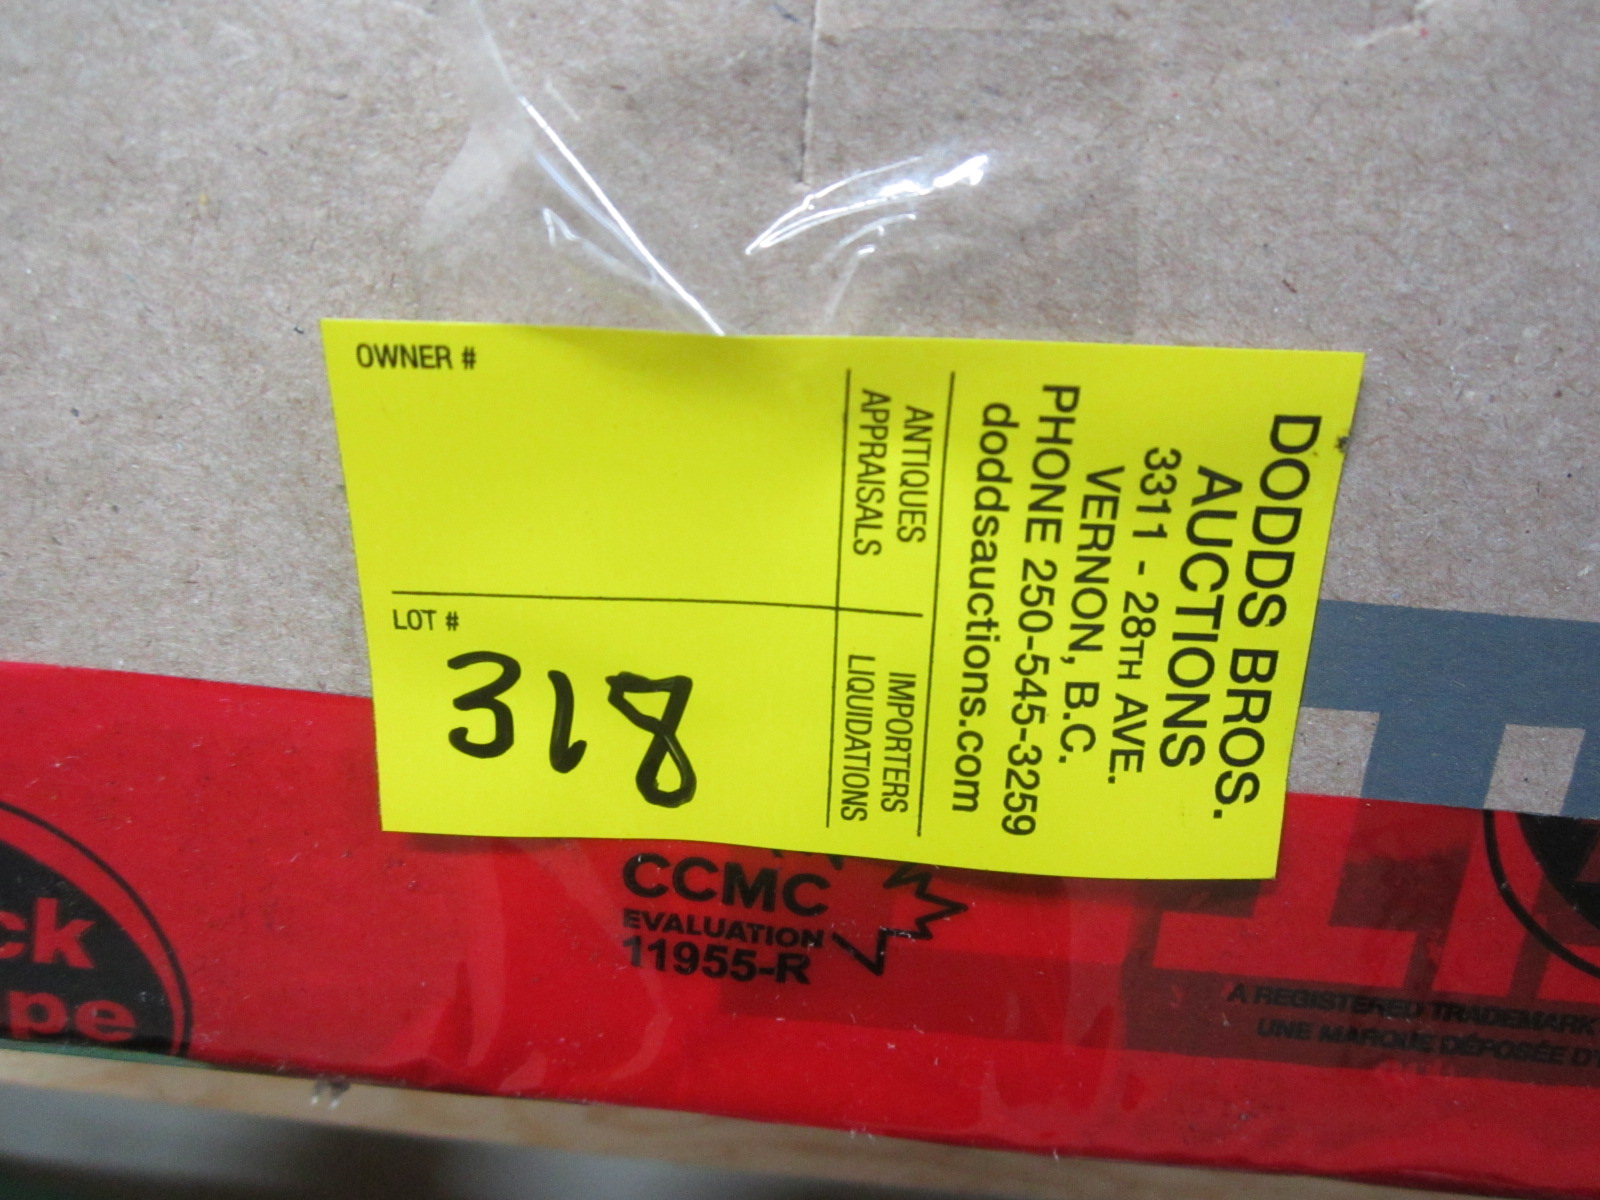 OWNER #
LOT #
318
DODDS BROS.
AUCTIONS
3311 - 28TH AVE.
VERNON, B.C.
PHONE 250-545-3259
doddsauctions.com
ANTIQUES
APPRAISALS
IMPORTERS
LIQUIDATIONS
CCMC
EVALUATION
11955-R
A REGISTERED TRADEMARK
UNE MARQUE DÉPOSÉE D'